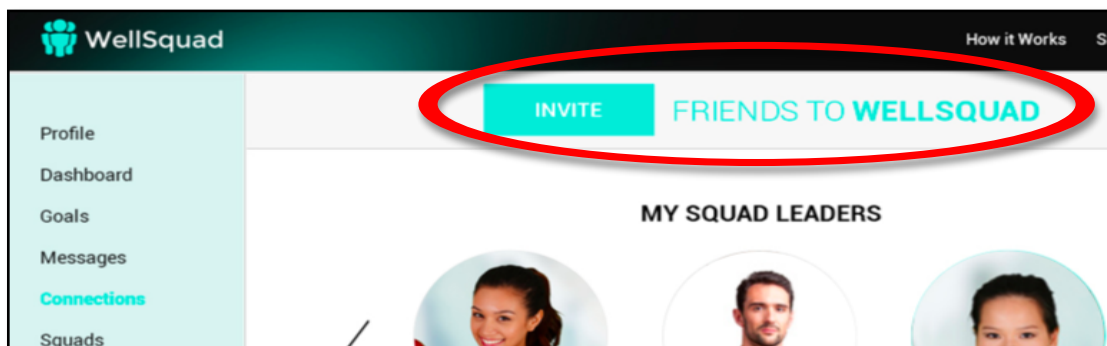 WellSquad
How it Works
INVITE FRIENDS TO WELLSQUAD
Profile
Dashboard
Goals
Messages
Connections
Squads
MY SQUAD LEADERS